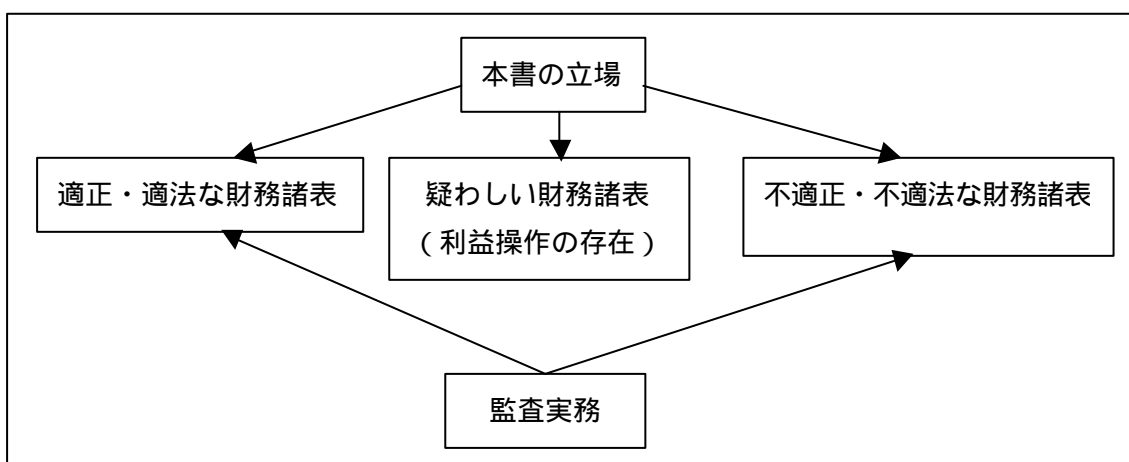 本書の立場
適正・適法な財務諸表
疑わしい財務諸表
(利益操作の存在)
不適正・不適法な財務諸表
監査実務